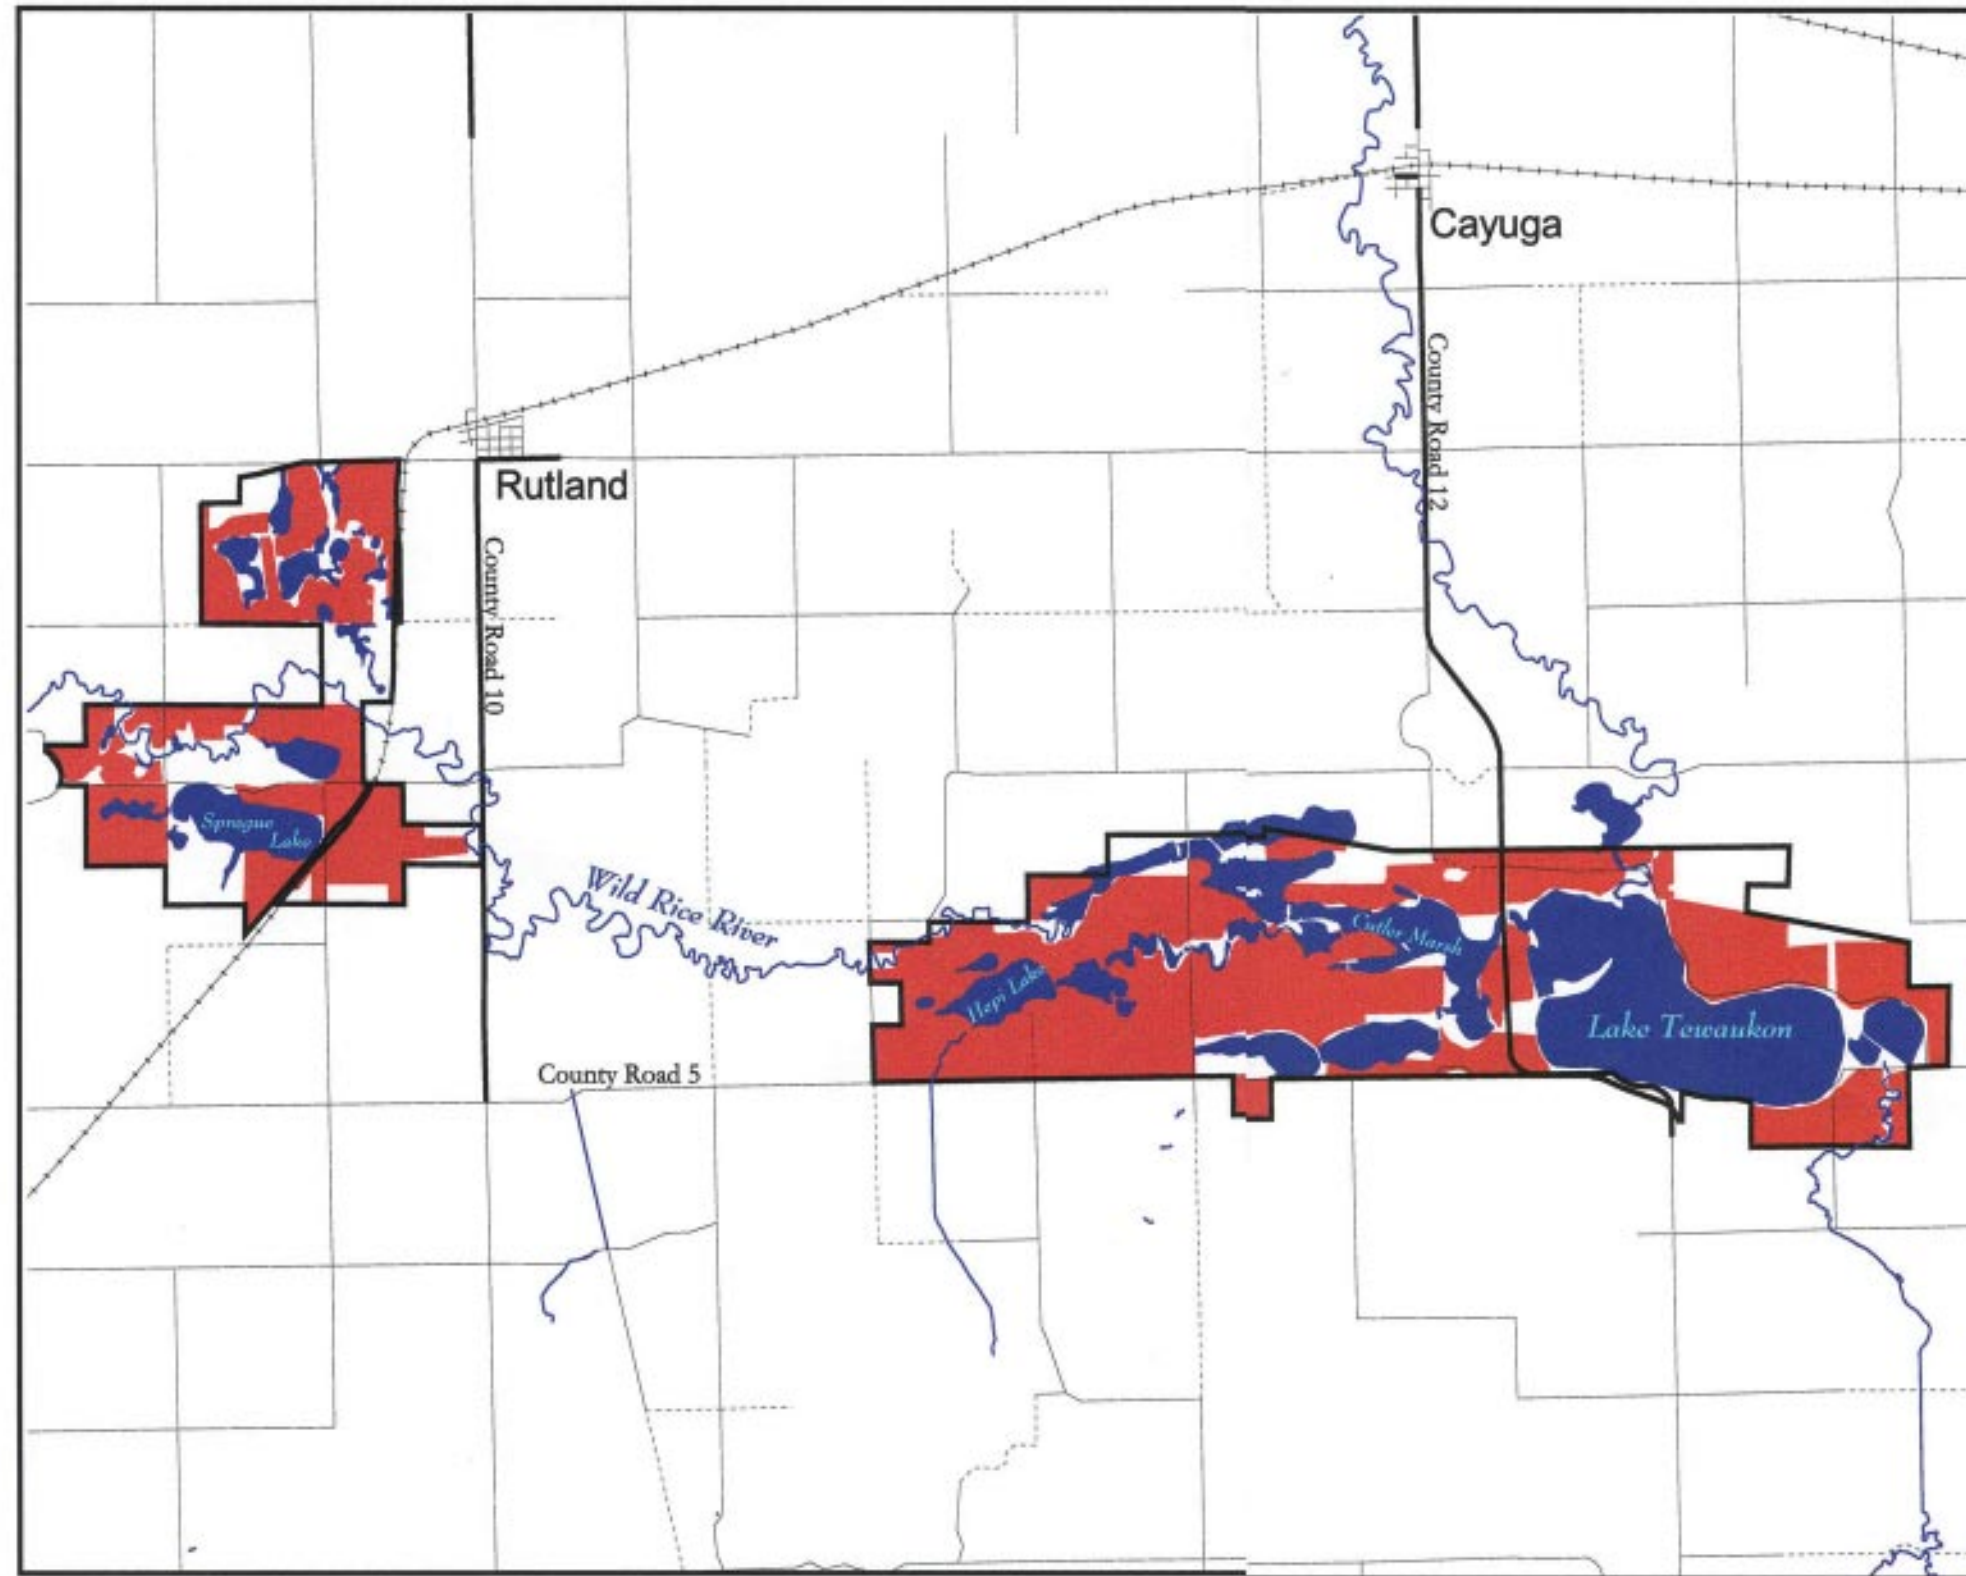 Cayuga
County Road 12
Rutland
County Road 10
Sprague
Lake
Wild Rice River
Cutler Marsh
Hepi Lake
Lake Tewaukon
County Road 5